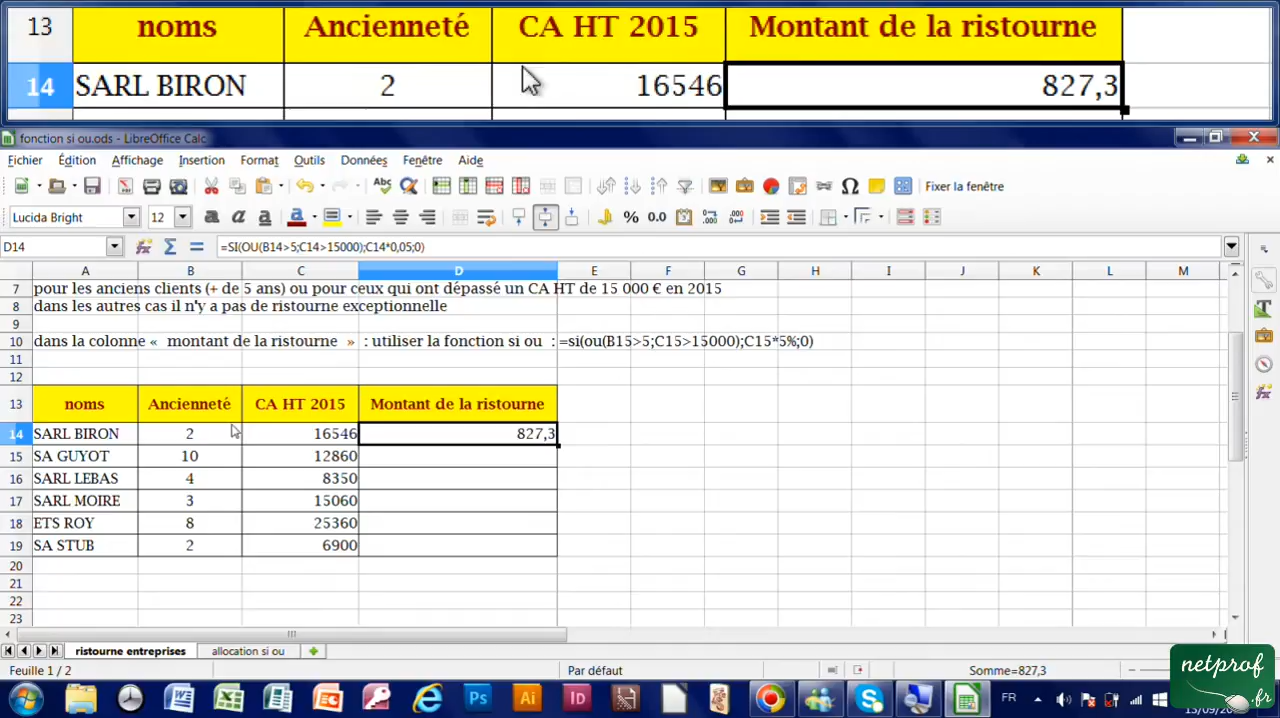 13 noms Ancienneté CA HT 2015 Montant de la ristourne
14 SARL BIRON 2 16546 827,3
fonction si ou.ods - LibreOffice Calc
Fichier Édition Affichage Insertion Format Outils Données Fenêtre Aide
Fixer la fenêtre
Lucida Bright 12 a a a % 0.0
D14 =SI(OU(B14>5;C14>15000);C14*0,05;0)
A B C D E F G H I J K L M
7 pour les anciens clients (+ de 5 ans) ou pour ceux qui ont dépassé un CA HT de 15 000 € en 2015
8 dans les autres cas il n'y a pas de ristourne exceptionnelle
9
10 dans la colonne « montant de la ristourne » : utiliser la fonction si ou : =si(ou(B15>5;C15>15000);C15*5%;0)
11
12
13 noms Ancienneté CA HT 2015 Montant de la ristourne
14 SARL BIRON 2 16546 827,3
15 SA GUYOT 10 12860
16 SARL LEBAS 4 8350
17 SARL MOIRE 3 15060
18 ETS ROY 8 25360
19 SA STUB 2 6900
20
21
22
23
ristourne entreprises allocation si ou
Feuille 1 / 2 Par défaut Somme=827,3
netprof.fr
Ps Ai Id FR